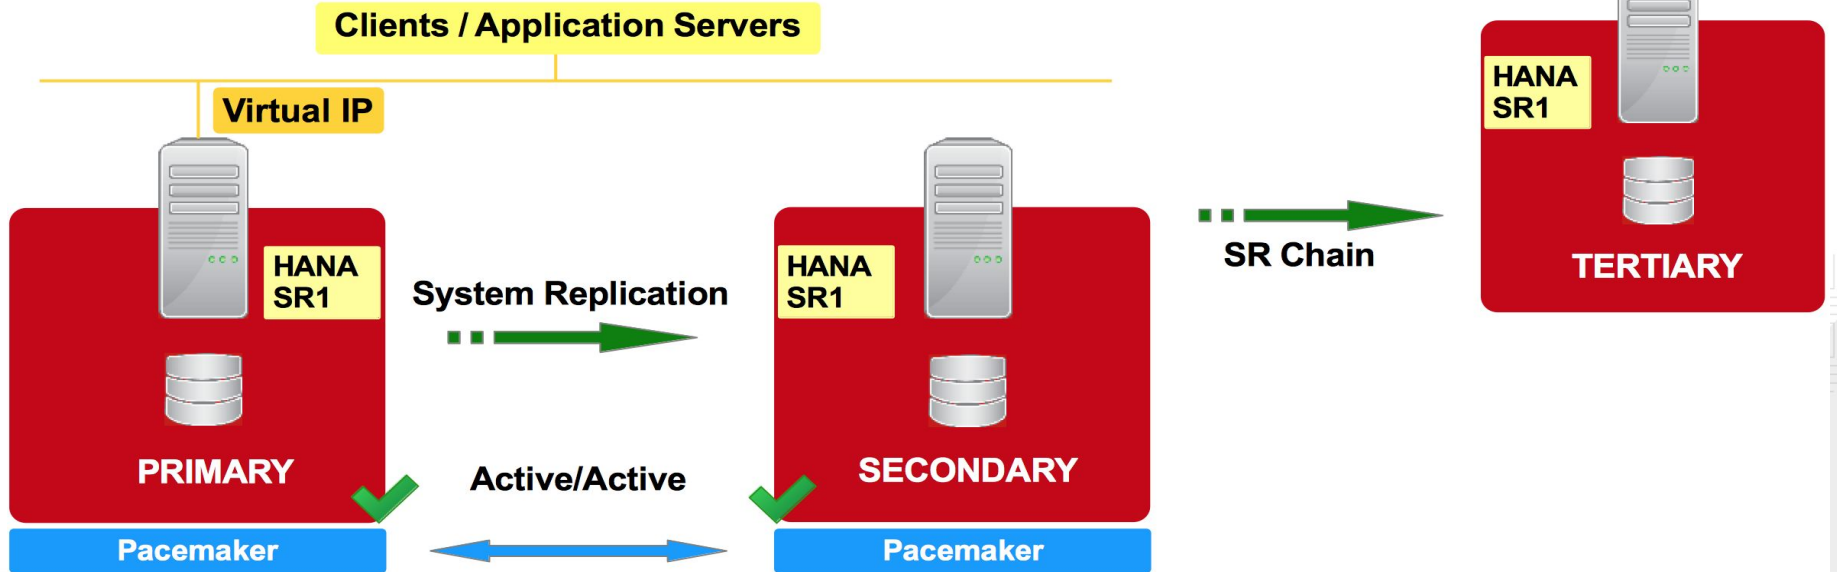 Clients / Application Servers
Virtual IP
HANA
SR1
PRIMARY
Pacemaker
System Replication
Active/Active
HANA
SR1
SECONDARY
Pacemaker
SR Chain
HANA
SR1
TERTIARY